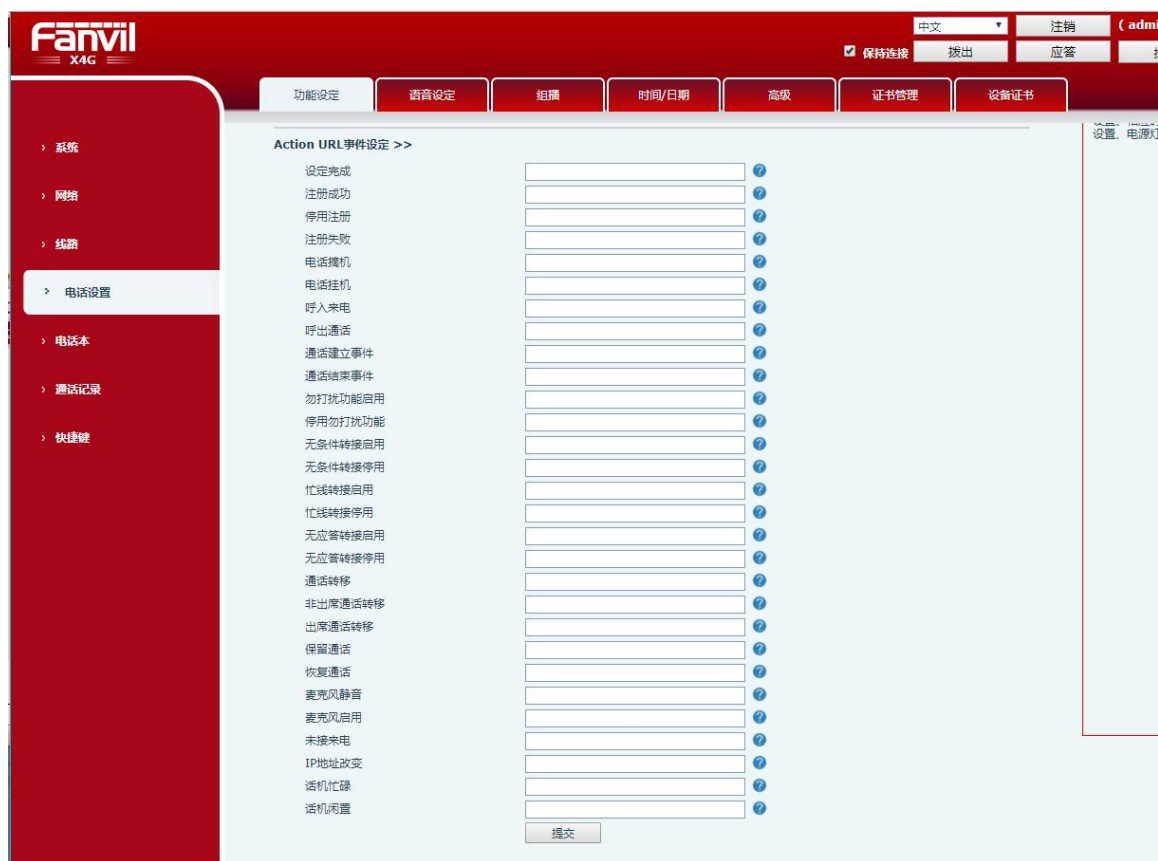 Fanvil
X4G
中文
注销
( admi
保持连接
拨出
应答
功能设定
语音设定
组播
时间/日期
高级
证书管理
设备证书
› 系统
› 网络
› 线路
› 电话设置
› 电话本
› 通话记录
› 快捷键
Action URL事件设定 >>
设定完成
注册成功
停用注册
注册失败
电话摘机
电话挂机
呼入来电
呼出通话
通话建立事件
通话结束事件
勿打扰功能启用
停用勿打扰功能
无条件转接启用
无条件转接停用
忙线转接启用
忙线转接停用
无应答转接启用
无应答转接停用
通话转移
非出席通话转移
出席通话转移
保留通话
恢复通话
麦克风静音
麦克风启用
未接来电
IP地址改变
话机忙碌
话机闲置
提交
设置、电源灯